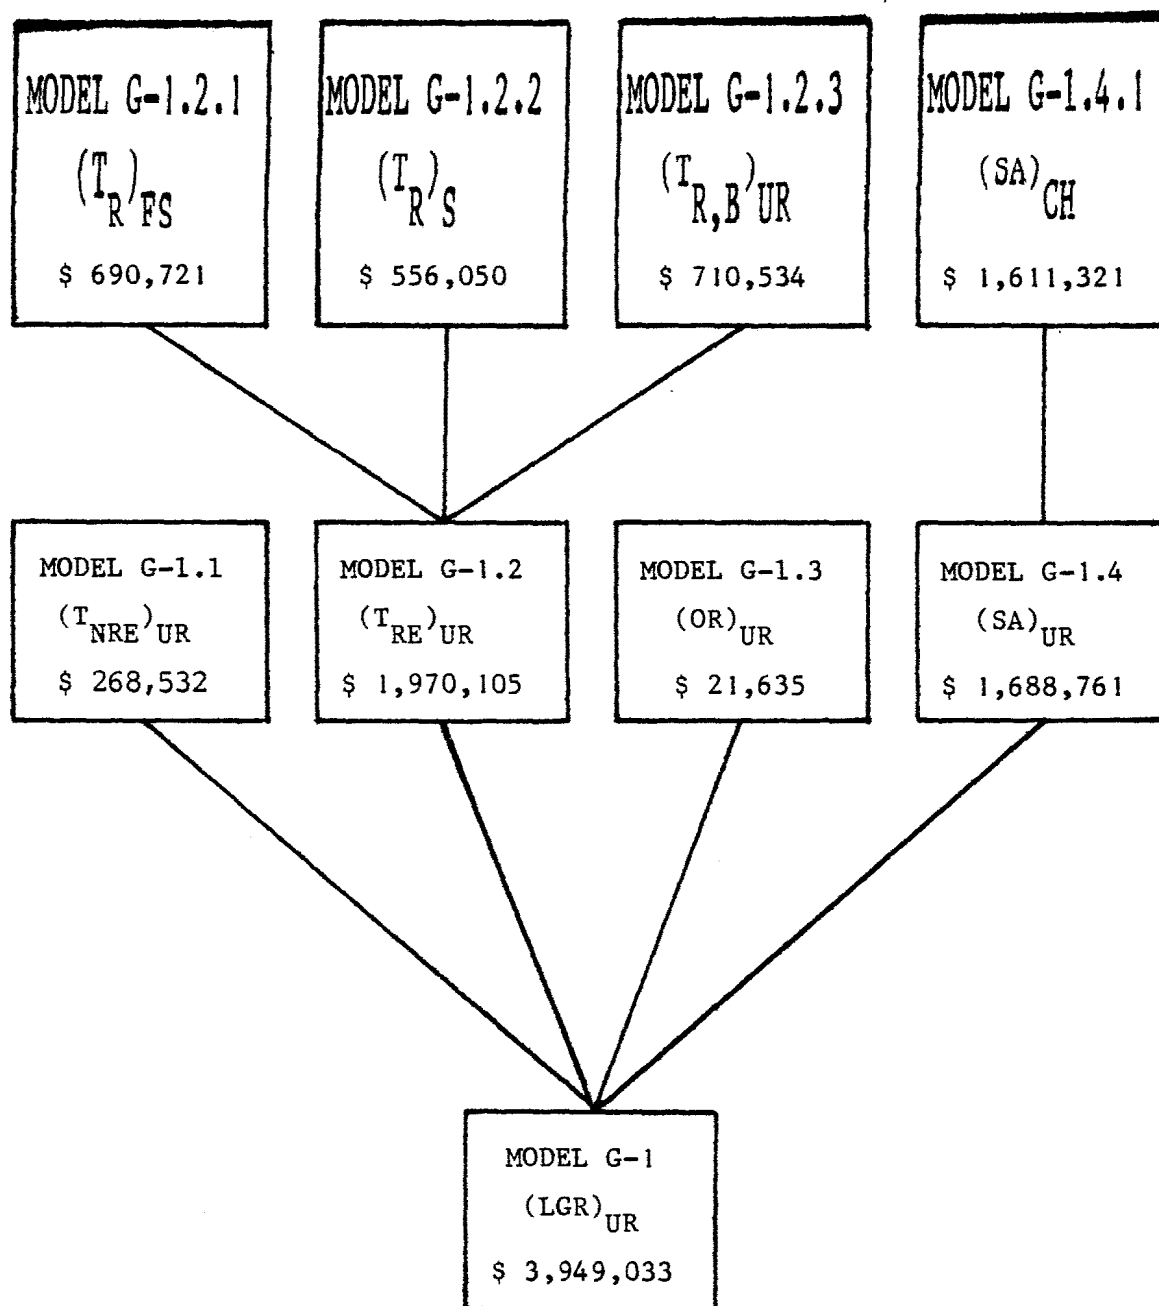 MODEL G-1.2.1
(T_R)_FS
$ 690,721
MODEL G-1.2.2
(T_R)_S
$ 556,050
MODEL G-1.2.3
(T_R,B)_UR
$ 710,534
MODEL G-1.4.1
(SA)_CH
$ 1,611,321
MODEL G-1.1
(T_NRE)_UR
$ 268,532
MODEL G-1.2
(T_RE)_UR
$ 1,970,105
MODEL G-1.3
(OR)_UR
$ 21,635
MODEL G-1.4
(SA)_UR
$ 1,688,761
MODEL G-1
(LGR)_UR
$ 3,949,033